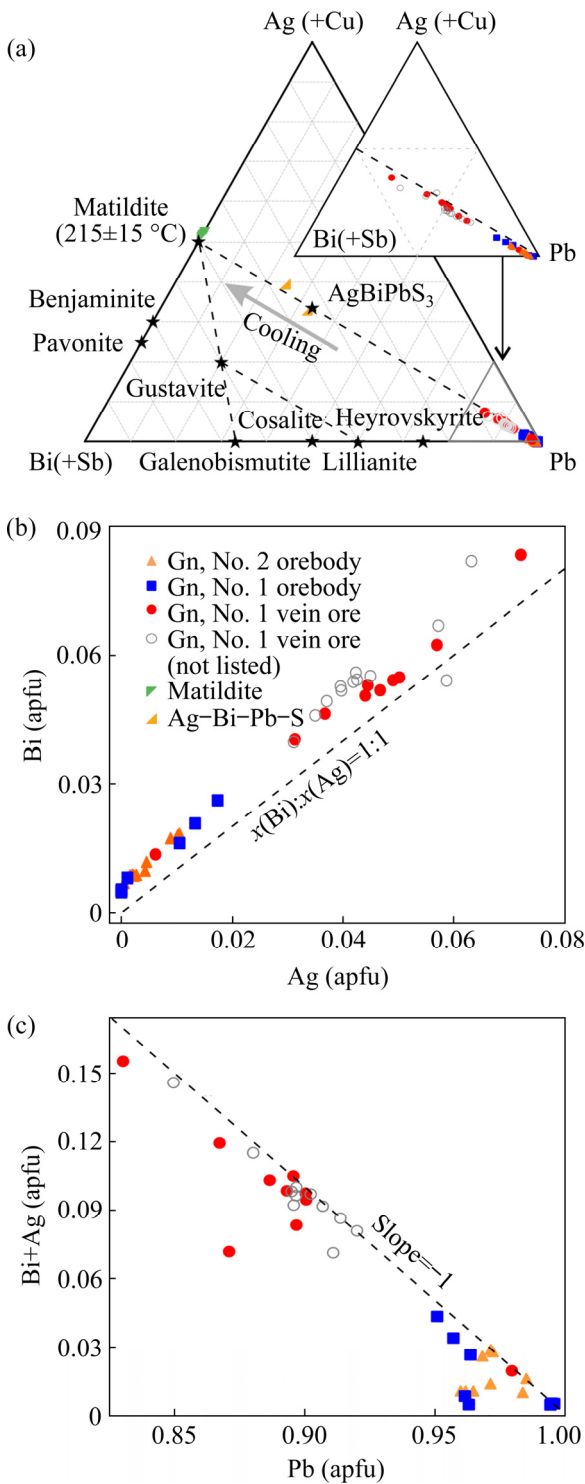 (a)
Ag (+Cu)
Ag (+Cu)
Matildite
(215±15 °C)
Bi(+Sb)
Pb
AgBiPbS₃
Benjaminite
Pavonite
Cooling
Gustavite
Cosalite
Heyrovskyrite
Bi(+Sb)
Galenobismutite
Lillianite
Pb
(b)
0.09
0.06
0.03
0
Bi (apfu)
Gn, No. 2 orebody
Gn, No. 1 orebody
Gn, No. 1 vein ore
Gn, No. 1 vein ore
(not listed)
Matildite
Ag–Bi–Pb–S
x(Bi):x(Ag)=1:1
0 0.02 0.04 0.06 0.08
Ag (apfu)
(c)
0.15
0.12
0.09
0.06
0.03
0
Bi+Ag (apfu)
Slope=–1
0.85 0.90 0.95 1.00
Pb (apfu)